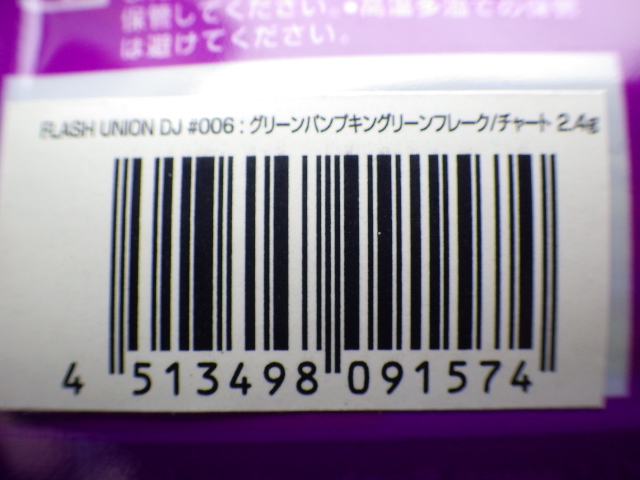 保管してください。●高温多湿での保管
は避けてください。
FLASH UNION DJ #006 : グリーンパンプキングリーンフレーク/チャート 2.4g
4 513498 091574